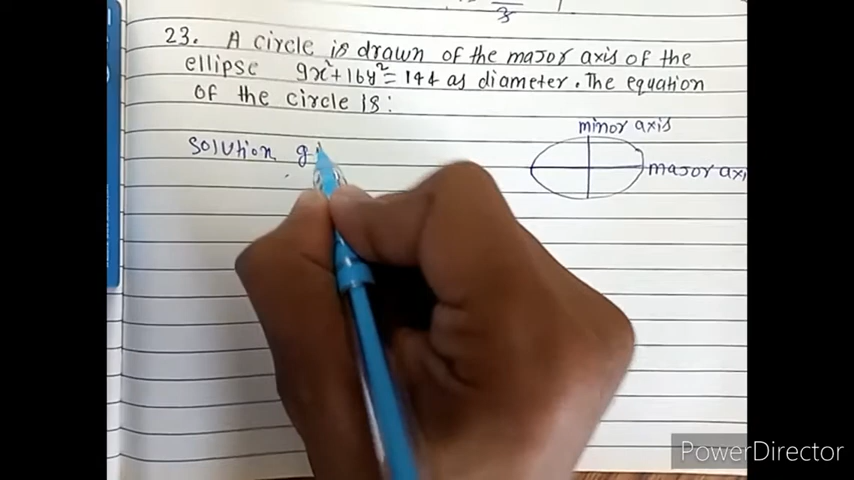 23. A circle is drawn of the major axis of the
ellipse 9x²+16y²=144 as diameter. The equation
of the circle is:
minor axis
Solution
major axi
PowerDirector